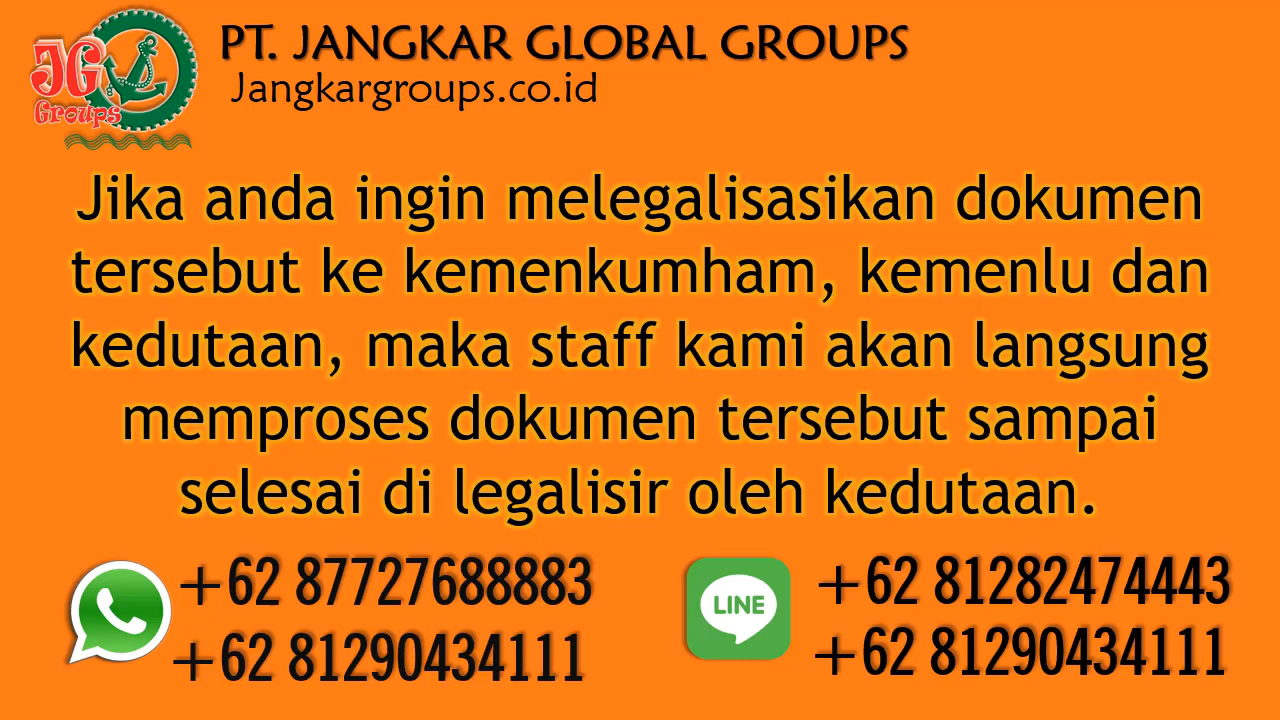 JG
Groups
PT. JANGKAR GLOBAL GROUPS
Jangkargroups.co.id
Jika anda ingin melegalisasikan dokumen
tersebut ke kemenkumham, kemenlu dan
kedutaan, maka staff kami akan langsung
memproses dokumen tersebut sampai
selesai di legalisir oleh kedutaan.
+62 87727688883
+62 81290434111
LINE
+62 81282474443
+62 81290434111